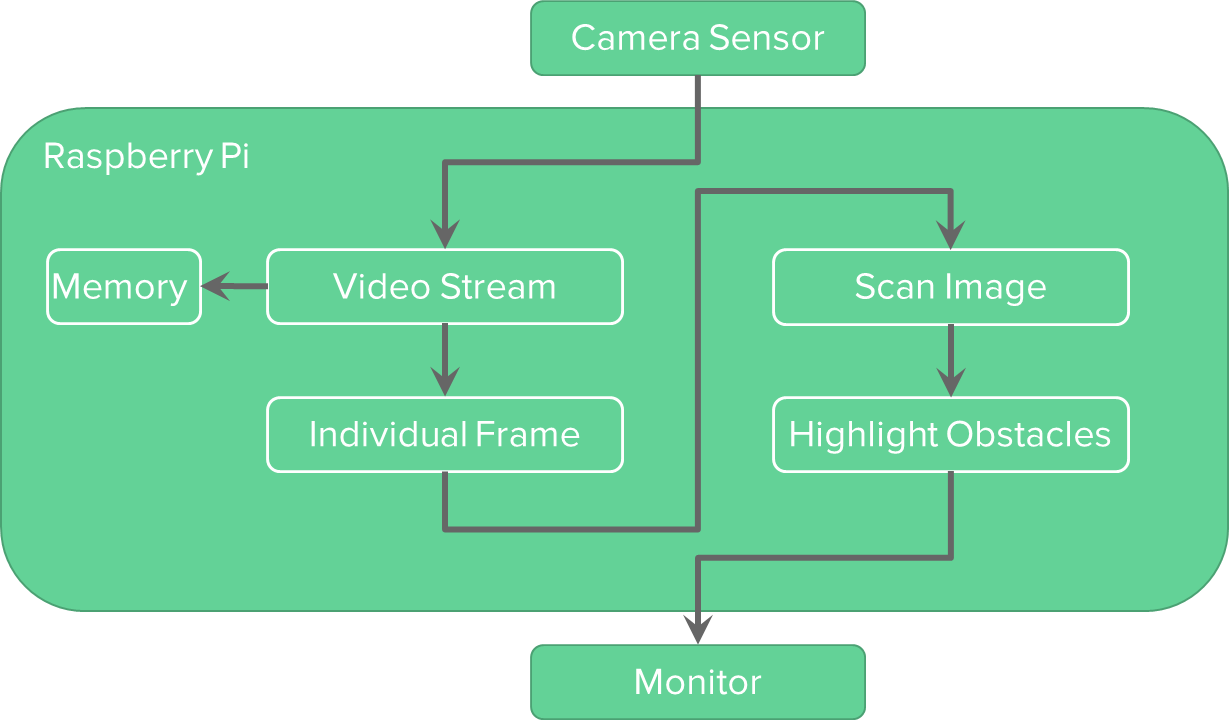 Camera Sensor
Raspberry Pi
Memory
Video Stream
Scan Image
Individual Frame
Highlight Obstacles
Monitor